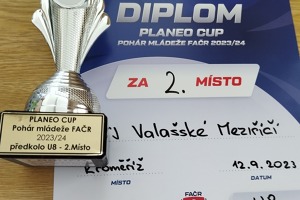 DIPLOM
PLANEO CUP
POHÁR MLÁDEŽE FAČR 2023/24
ZA 2. MÍSTO
Valašské Meziříčí
Kroměříž
12.9.2023
MÍSTO
DATUM
FAČR
PLANEO CUP
Pohár mládeže FAČR
2023/24
předkolo U8 - 2.Místo